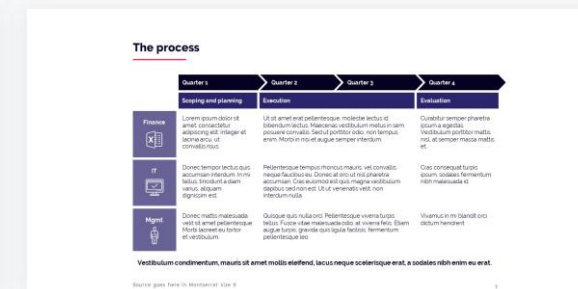 The process
Quarter 1
Quarter 2
Quarter 3
Quarter 4
Scoping and planning
Execution
Evaluation
Finance
Lorem ipsum dolor sit
amet, consectetur
adipiscing elit. Integer at
lacinia arcu, ut
convallis risus.
Ut sit amet erat pellentesque, molestie lectus id,
bibendum lectus. Maecenas vestibulum metus in sem
posuere convallis. Sed ut porttitor odio, non tempus
enim. Morbi in nisi et augue semper interdum.
Curabitur semper pharetra
ipsum a egestas.
Vestibulum porttitor mattis
nisl, at semper massa mattis
et.
IT
Donec tempor lectus quis
accumsan interdum. In mi
tellus, tincidunt a diam
varius, aliquam
dignissim est.
Pellentesque tempus rhoncus mauris, vel convallis
neque faucibus eu. Donec at orci ut nisl pharetra
accumsan. Cras euismod est quis magna vestibulum
dapibus sed non est. Ut ut venenatis velit, non
interdum nulla.
Cras consequat turpis
ipsum, sodales fermentum
nibh malesuada id.
Mgmt
Donec mattis malesuada
velit sit amet pellentesque.
Morbi laoreet eu tortor
et vestibulum.
Quisque quis nulla orci. Pellentesque viverra turpis
tellus. Fusce vitae malesuada odio, at viverra felis. Etiam
augue turpis, gravida quis ligula facilisis, fermentum
pellentesque leo.
Vivamus in mi blandit orci
dictum hendrerit.
Vestibulum condimentum, mauris sit amet mollis eleifend, lacus neque scelerisque erat, a sodales nibh enim eu erat.
Source goes here in Montserrat size 8